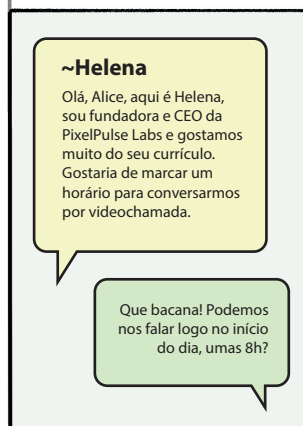 ~Helena
Olá, Alice, aqui é Helena,
sou fundadora e CEO da
PixelPulse Labs e gostamos
muito do seu currículo.
Gostaria de marcar um
horário para conversarmos
por videochamada.
Que bacana! Podemos
nos falar logo no início
do dia, umas 8h?